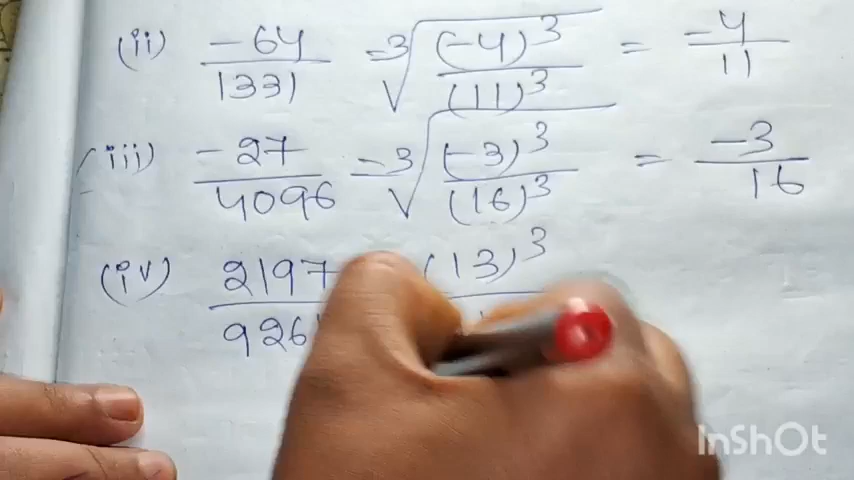 (ii) -64/1331 = ∛((-4)^3/(11)^3) = -4/11
(iii) -27/4096 = ∛((-3)^3/(16)^3) = -3/16
(iv) 2197/926 (13)^3
InShOt